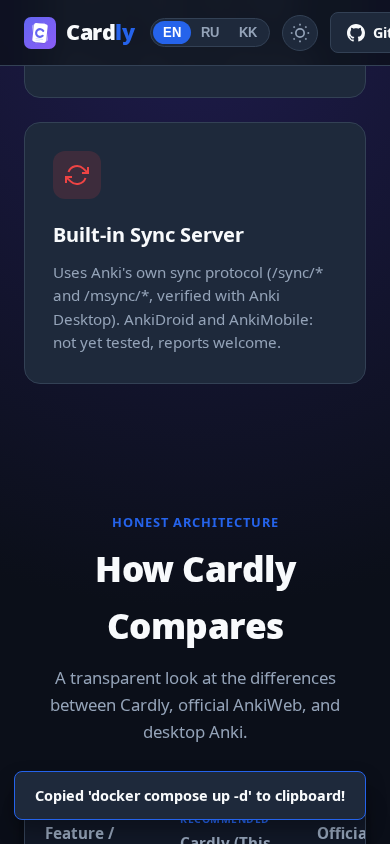 Cardly EN RU KK Git
Built-in Sync Server
Uses Anki's own sync protocol (/sync/*
and /msync/*, verified with Anki
Desktop). AnkiDroid and AnkiMobile:
not yet tested, reports welcome.
HONEST ARCHITECTURE
How Cardly
Compares
A transparent look at the differences
between Cardly, official AnkiWeb, and
desktop Anki.
Copied 'docker compose up -d' to clipboard!
RECOMMENDED
Feature / Cardly (This Officia